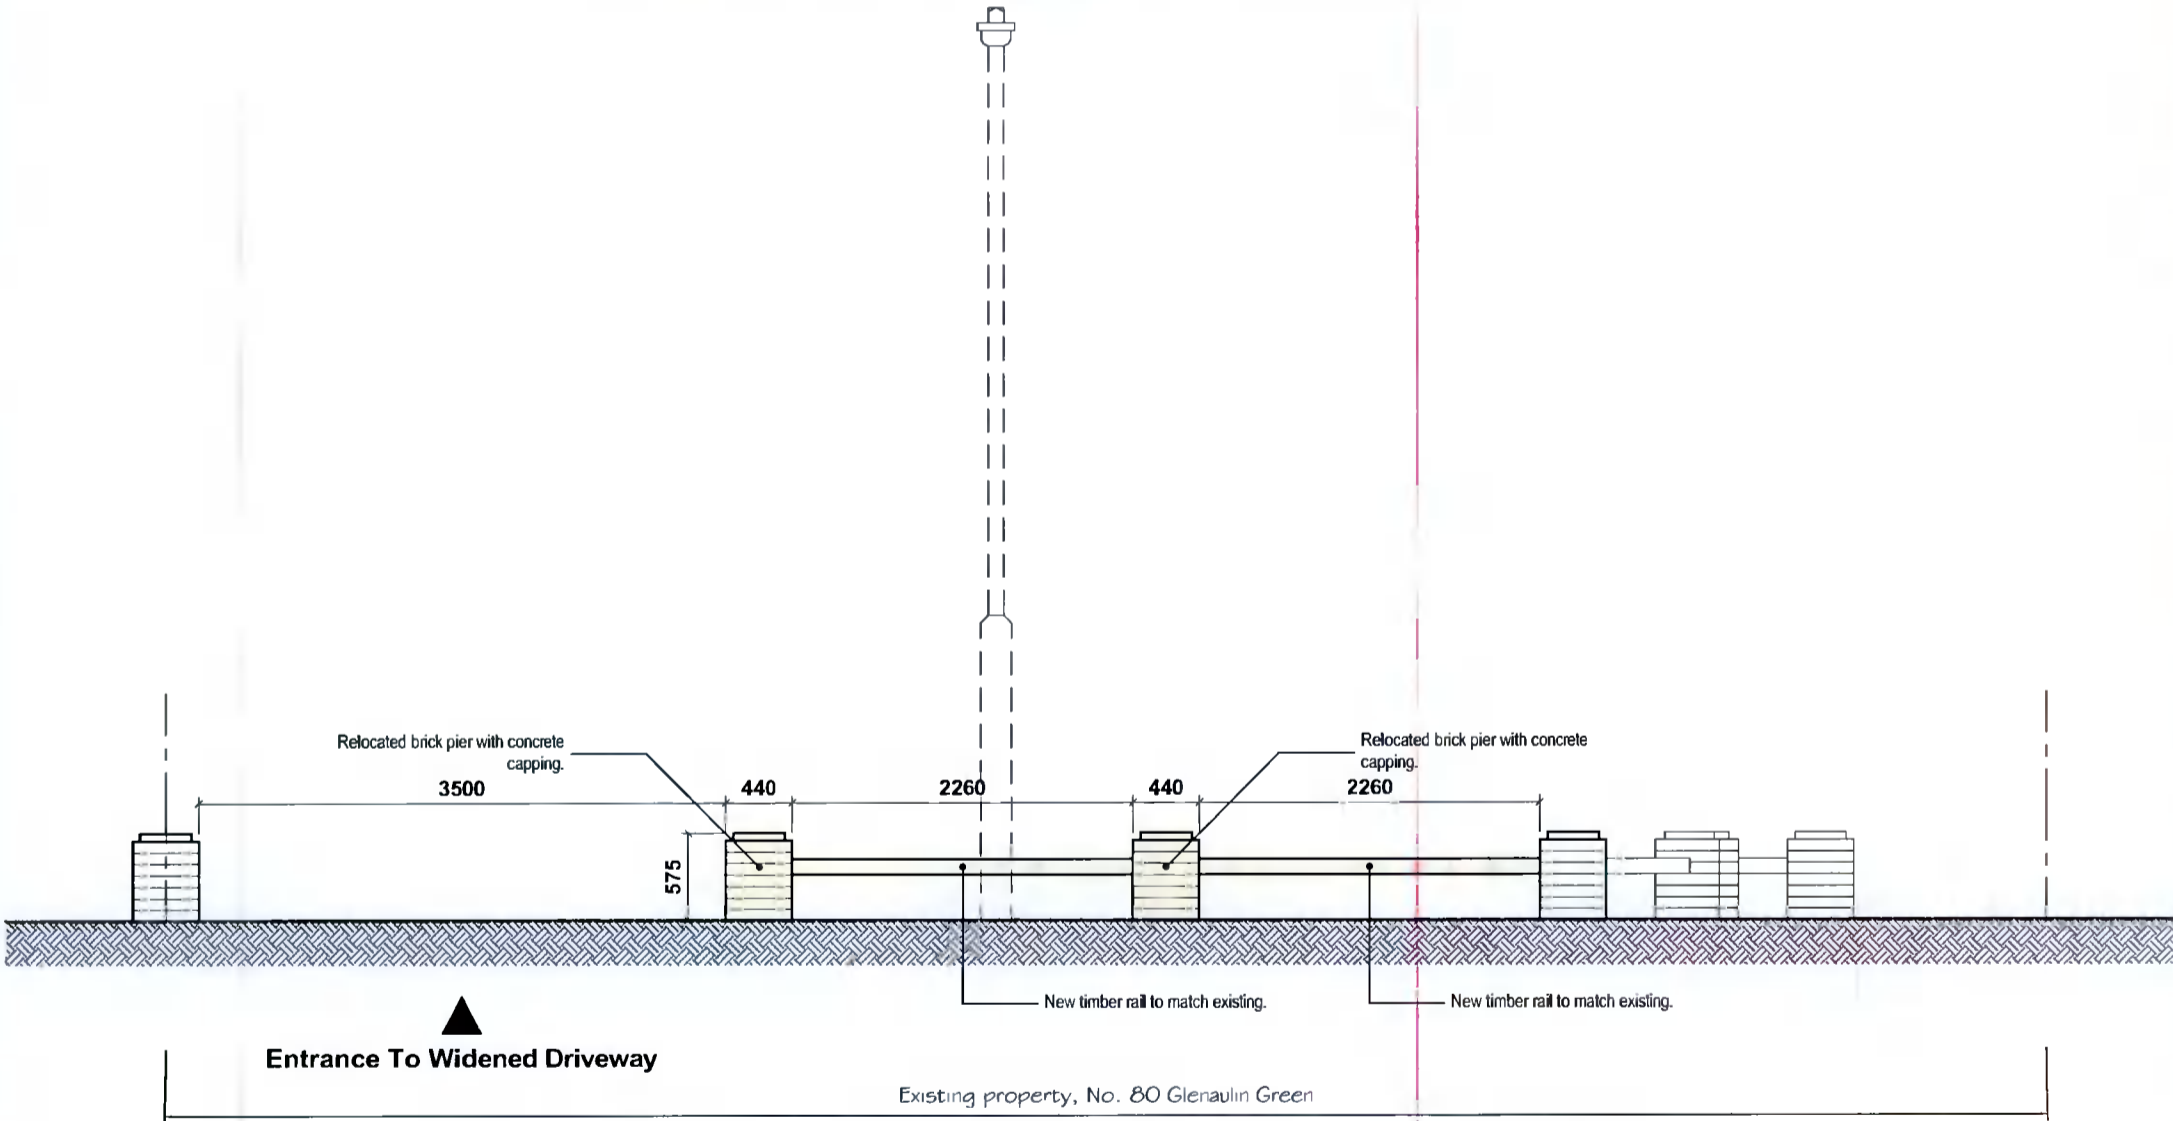 Relocated brick pier with concrete
capping.
Relocated brick pier with concrete
capping.
3500
440
2260
440
2260
575
New timber rail to match existing.
New timber rail to match existing.
Entrance To Widened Driveway
Existing property, No. 80 Glenaulin Green